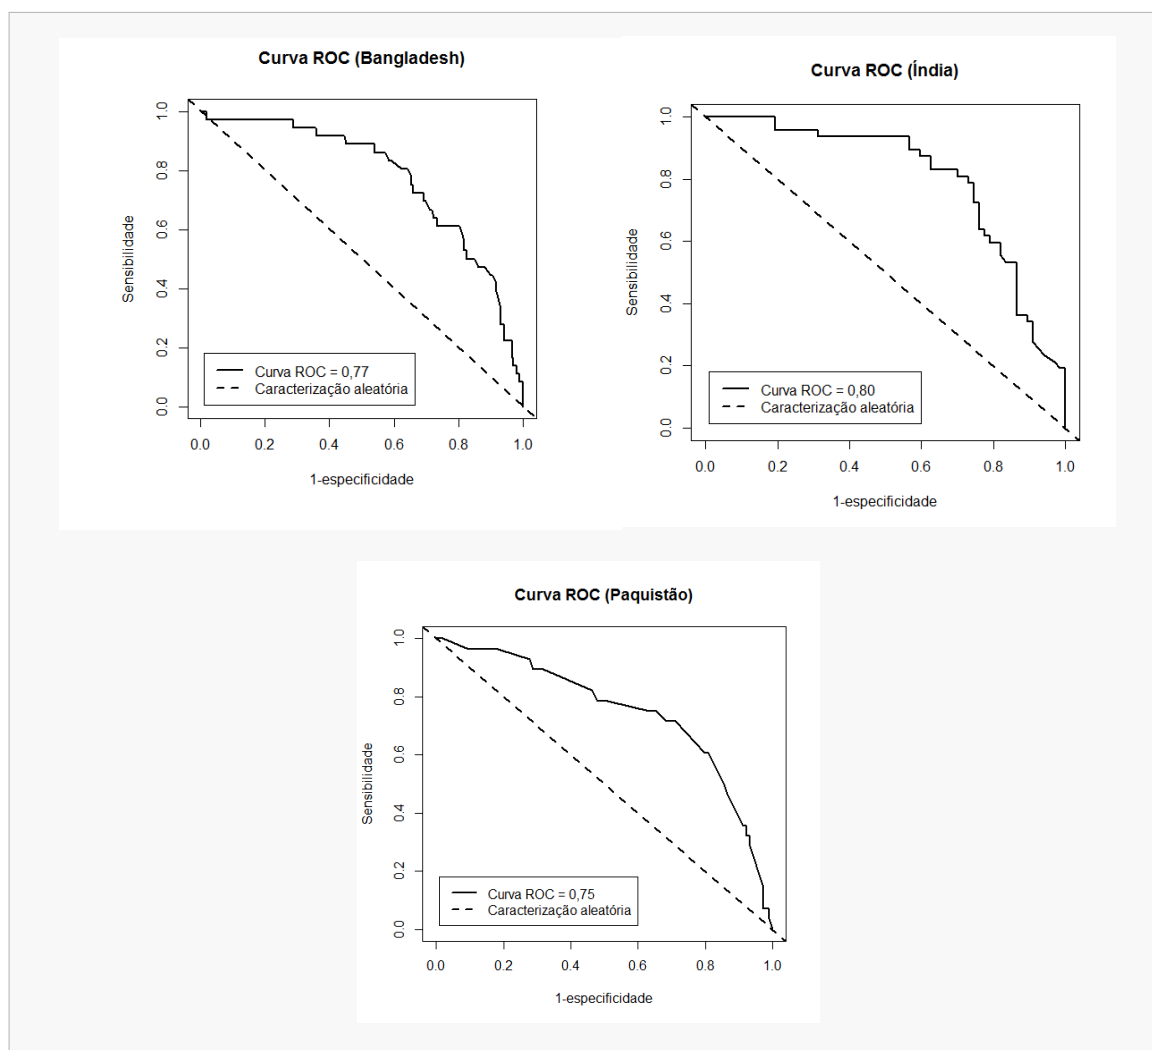 Curva ROC (Bangladesh)
Sensibilidade
1.0
0.8
0.6
0.4
0.2
0.0
Curva ROC = 0,77
Caracterização aleatória
0.0 0.2 0.4 0.6 0.8 1.0
1-especificidade
Curva ROC (Índia)
Sensibilidade
1.0
0.8
0.6
0.4
0.2
0.0
Curva ROC = 0,80
Caracterização aleatória
0.0 0.2 0.4 0.6 0.8 1.0
1-especificidade
Curva ROC (Paquistão)
Sensibilidade
1.0
0.8
0.6
0.4
0.2
0.0
Curva ROC = 0,75
Caracterização aleatória
0.0 0.2 0.4 0.6 0.8 1.0
1-especificidade